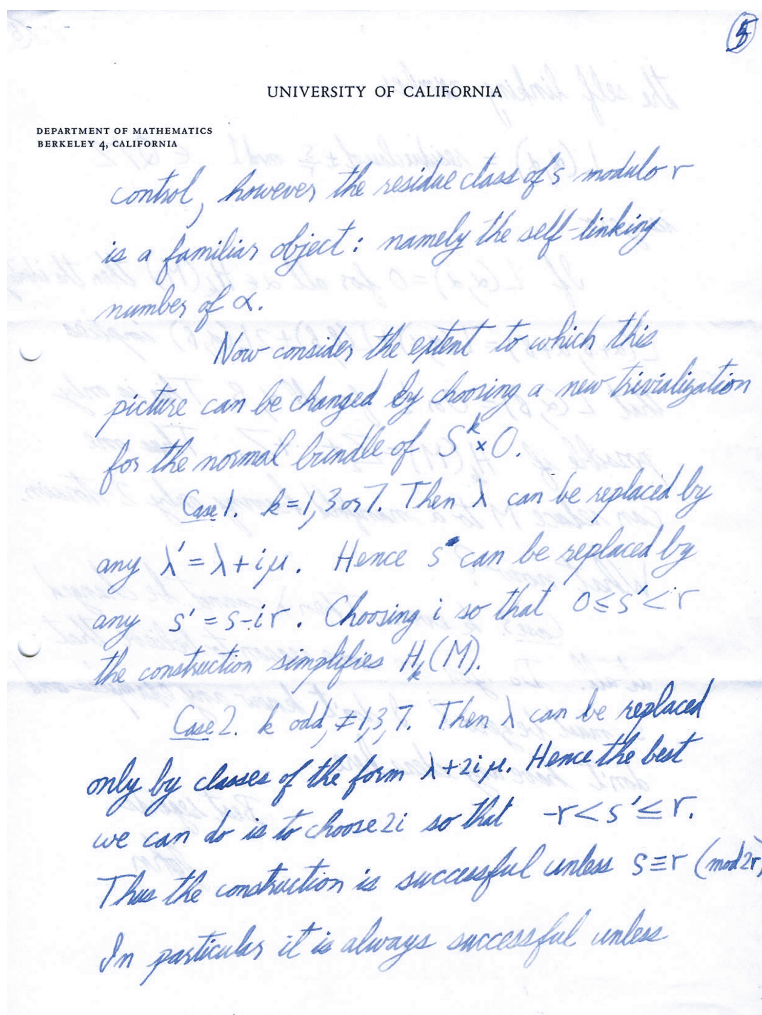 5
UNIVERSITY OF CALIFORNIA
DEPARTMENT OF MATHEMATICS
BERKELEY 4, CALIFORNIA
control, however the residue class of s modulo r
is a familiar object: namely the self-linking
number of α.
Now consider the extent to which this
picture can be changed by choosing a new trivialization
for the normal bundle of Sᵏ × 0.
Case 1. k=1, 3 or 7. Then λ can be replaced by
any λ' = λ + iμ. Hence s can be replaced by
any s' = s-ir. Choosing i so that 0 ≤ s' < r
the construction simplifies Hₖ(M).
Case 2. k odd, ≠1,3,7. Then λ can be replaced
only by classes of the form λ+2iμ. Hence the best
we can do is to choose 2i so that -r < s' ≤ r.
Thus the construction is successful unless s ≡ r (mod 2r)
In particular it is always successful unless